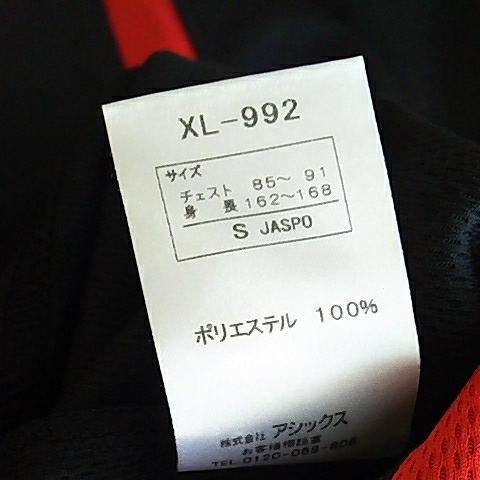 XL-992
サイズ
チェスト 85～ 91
身 長 162～168
S JASPO
ポリエステル 100%
株式会社 アシックス
お客様相談室
TEL 0120-068-806